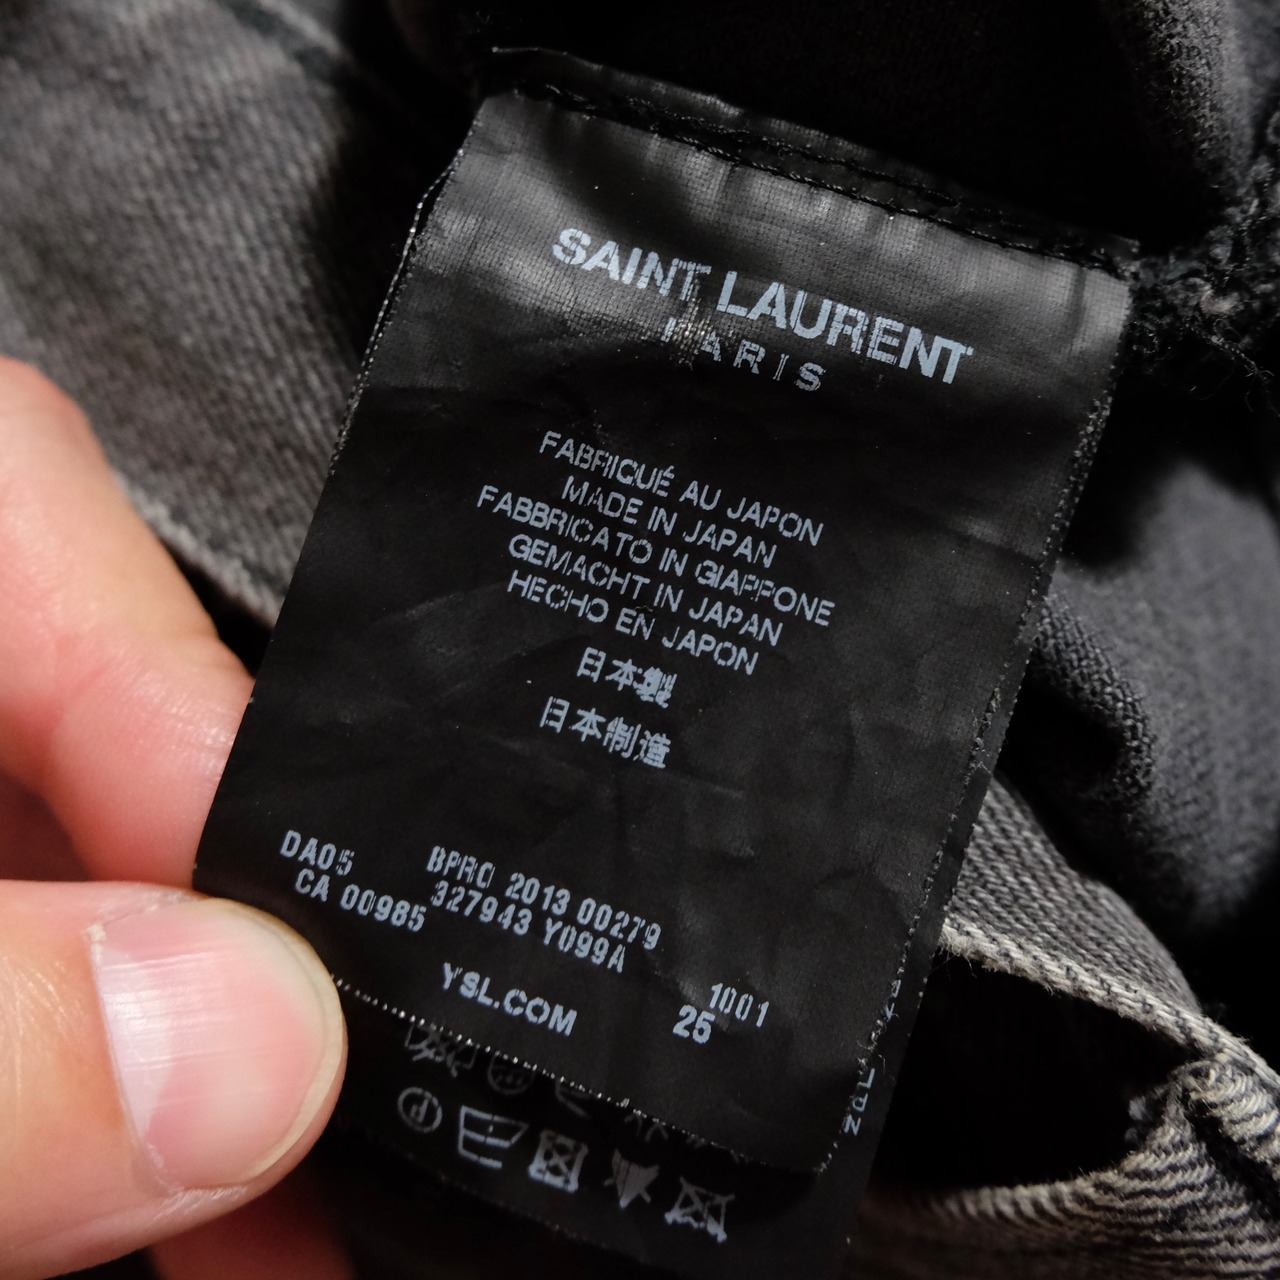 SAINT LAURENT
PARIS
FABRIQUÉ AU JAPON
MADE IN JAPAN
FABBRICATO IN GIAPPONE
GEMACHT IN JAPAN
HECHO EN JAPON
日本製
日本制造
DA05 BPRO 2013 00279
CA 00985 327943 Y099A
1001
YSL.COM 25